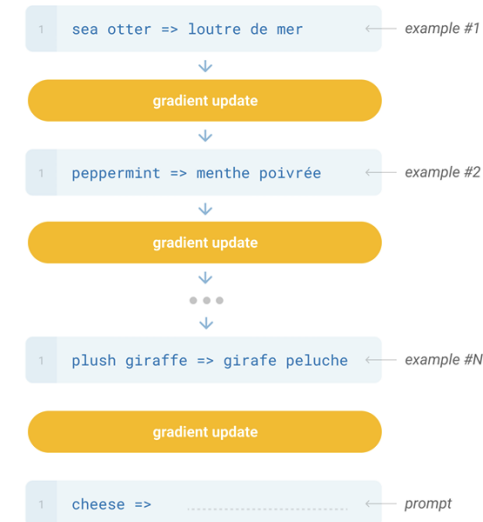 1 sea otter => loutre de mer example #1
gradient update
1 peppermint => menthe poivrée example #2
gradient update
1 plush giraffe => girafe peluche example #N
gradient update
1 cheese => prompt